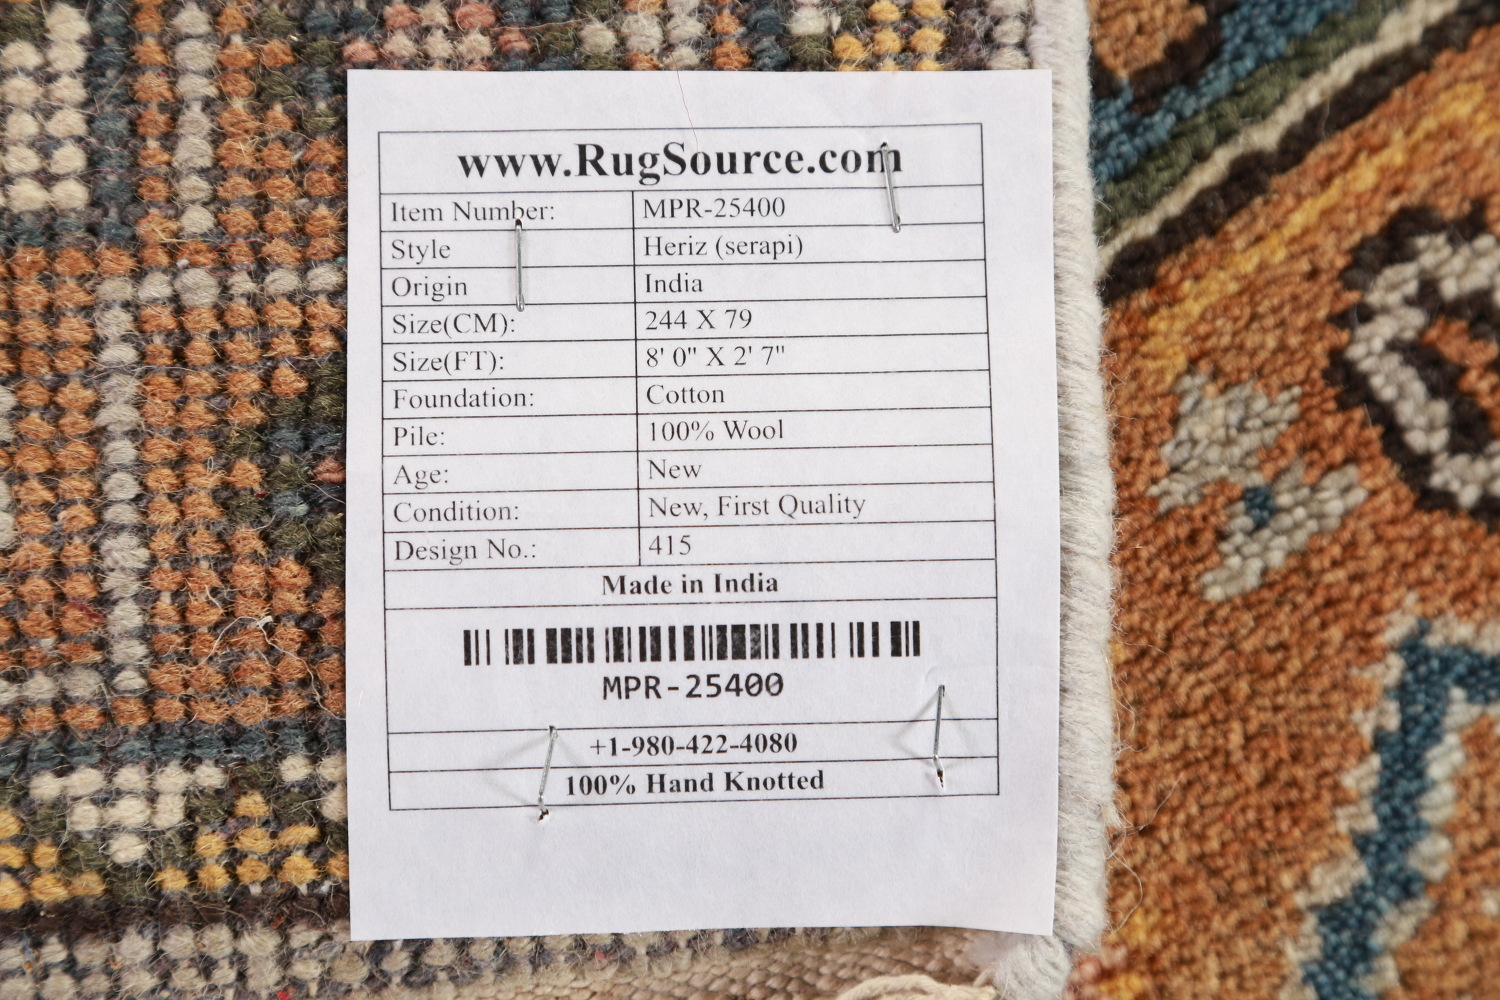 www.RugSource.com
Item Number: MPR-25400
Style Heriz (serapi)
Origin India
Size(CM): 244 X 79
Size(FT): 8' 0" X 2' 7"
Foundation: Cotton
Pile: 100% Wool
Age: New
Condition: New, First Quality
Design No.: 415
Made in India
MPR-25400
+1-980-422-4080
100% Hand Knotted